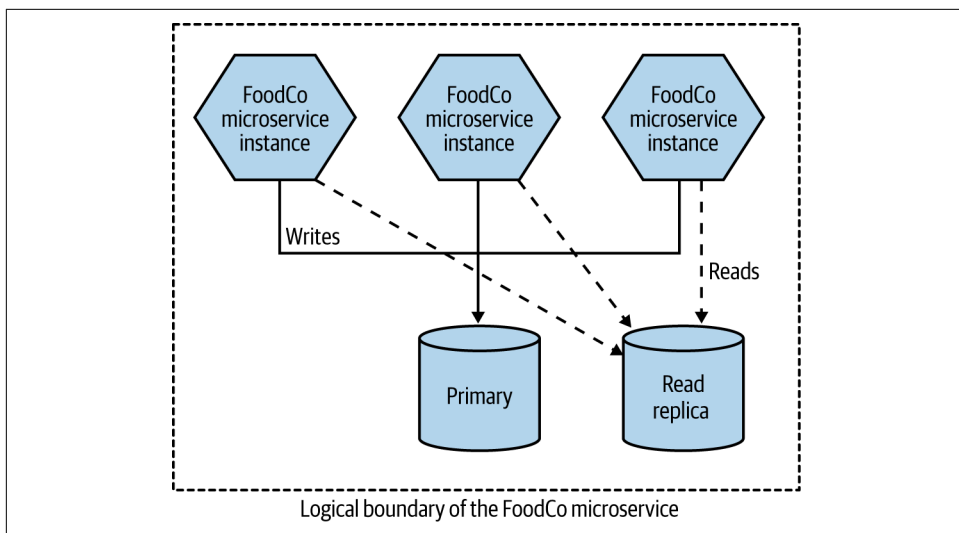 FoodCo
microservice
instance
FoodCo
microservice
instance
FoodCo
microservice
instance
Writes
Reads
Primary
Read
replica
Logical boundary of the FoodCo microservice